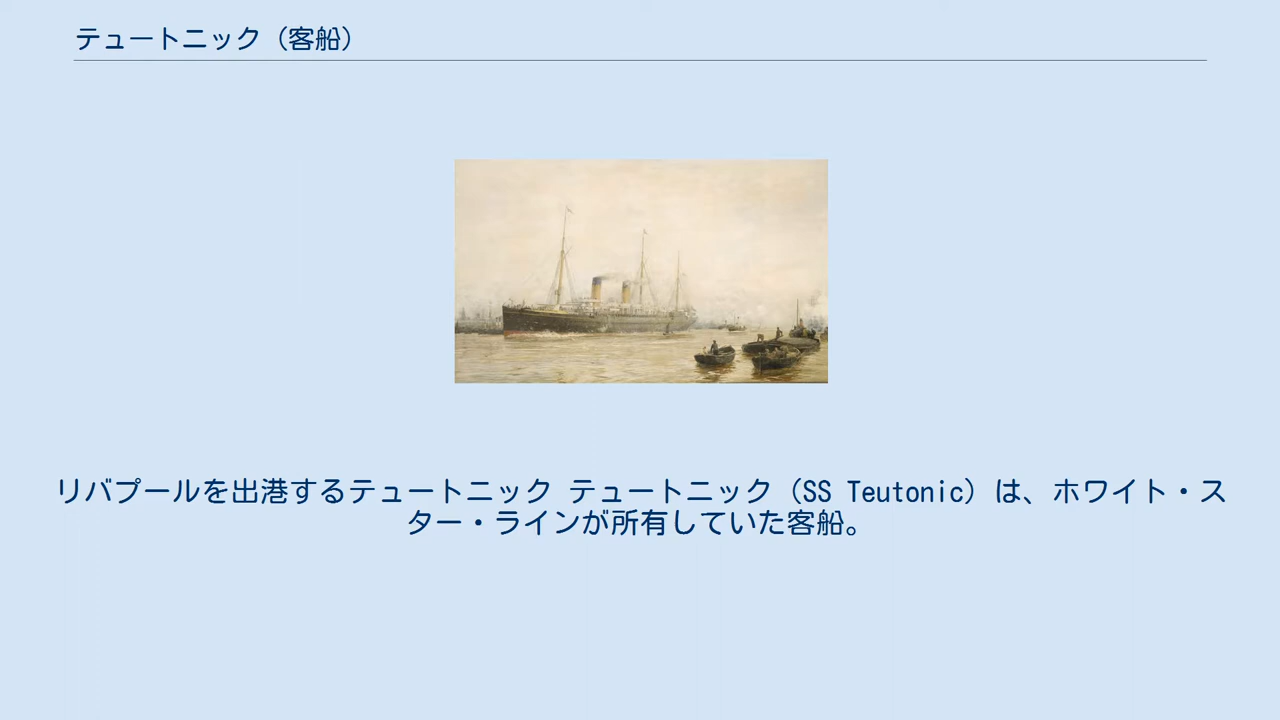 テュートニック（客船）
リバプールを出港するテュートニック テュートニック（SS Teutonic）は、ホワイト・ス
ター・ラインが所有していた客船。